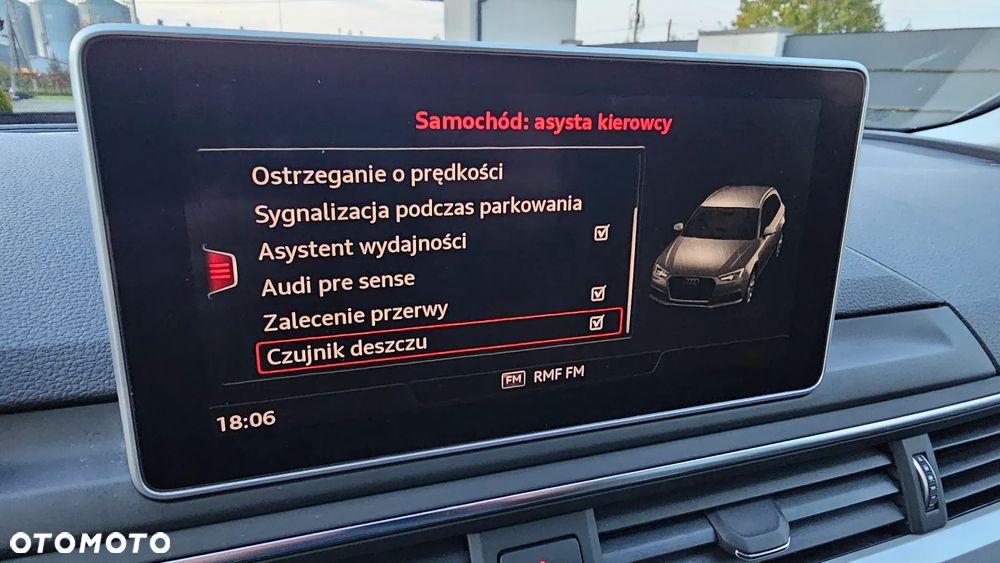 Samochód: asysta kierowcy
Ostrzeganie o prędkości
Sygnalizacja podczas parkowania
Asystent wydajności
Audi pre sense
Zalecenie przerwy
Czujnik deszczu
FM RMF FM
18:06
OTOMOTO